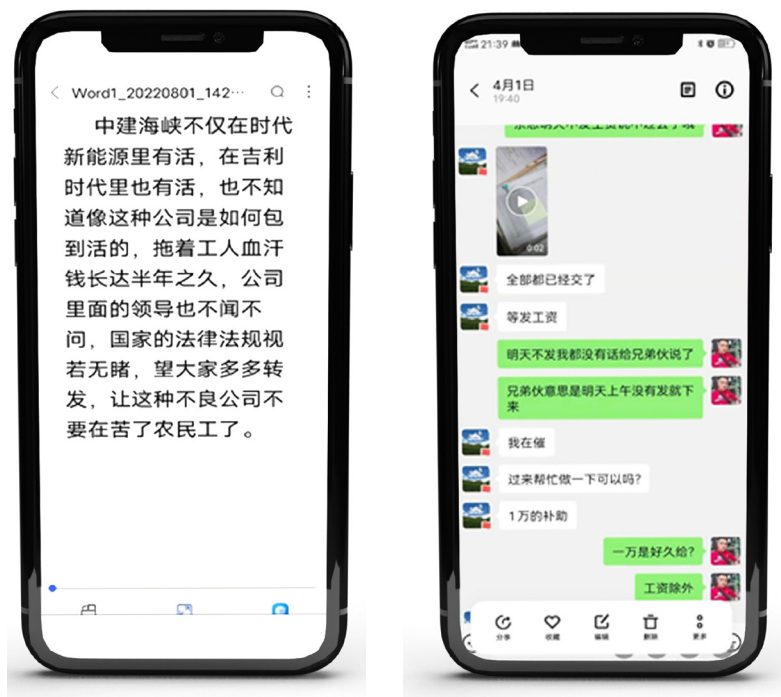 Word1_20220801_142…
中建海峡不仅在时代
新能源里有活，在吉利
时代里也有活，也不知
道像这种公司是如何包
到活的，拖着工人血汗
钱长达半年之久，公司
里面的领导也不闻不
问，国家的法律法规视
若无睹，望大家多多转
发，让这种不良公司不
要在苦了农民工了。
21:39
4月1日
19:40
0:02
全部都已经交了
等发工资
明天不发我都没有话给兄弟伙说了
兄弟伙意思是明天上午没有发就下
来
我在催
过来帮忙做一下可以吗？
1万的补助
一万是好久给？
工资除外
分享
收藏
编辑
删除
更多